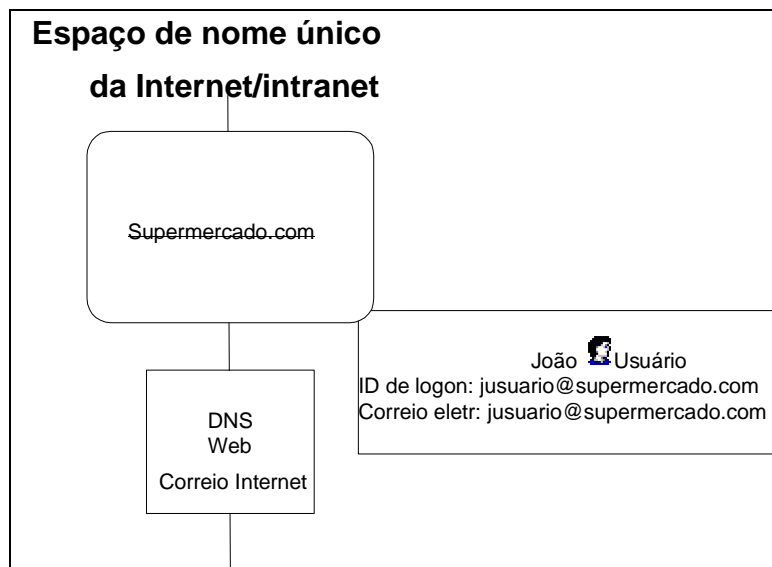 Espaço de nome único
da Internet/intranet
Supermercado.com
João Usuário
ID de logon: jusuario@supermercado.com
Correio eletr: jusuario@supermercado.com
DNS
Web
Correio Internet